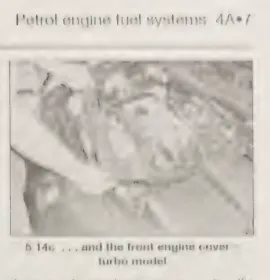 Petrol engine fuel systems 4A•7
5.14c ... and the front engine cover –
turbo model